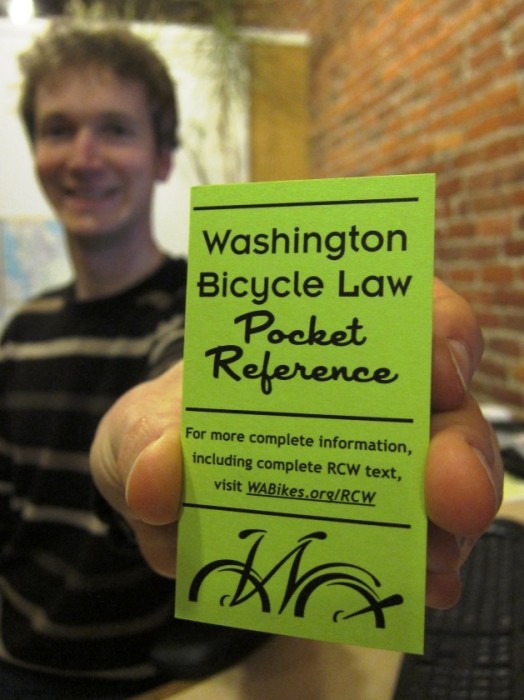 Washington
Bicycle Law
Pocket
Reference
For more complete information,
including complete RCW text,
visit WABikes.org/RCW